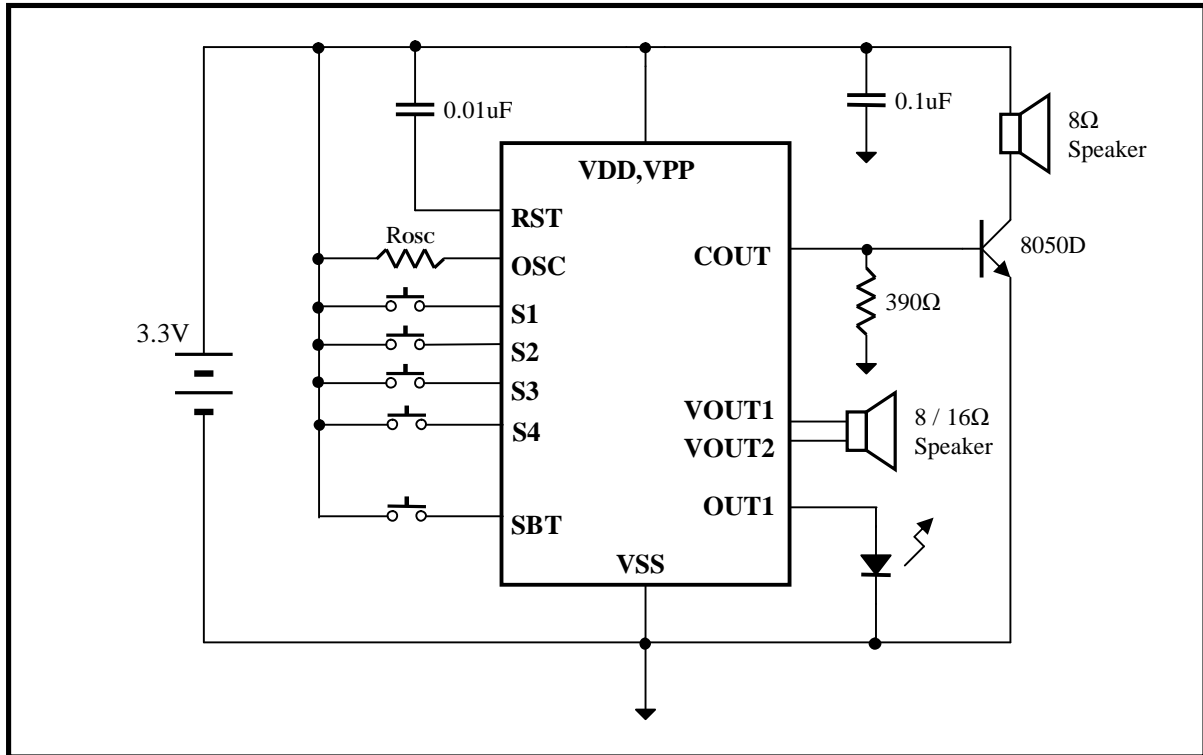 0.01uF
0.1uF
8Ω
Speaker
VDD,VPP
RST
Rosc
OSC
COUT
8050D
S1
390Ω
3.3V
S2
S3
S4
VOUT1
VOUT2
8 / 16Ω
Speaker
OUT1
SBT
VSS